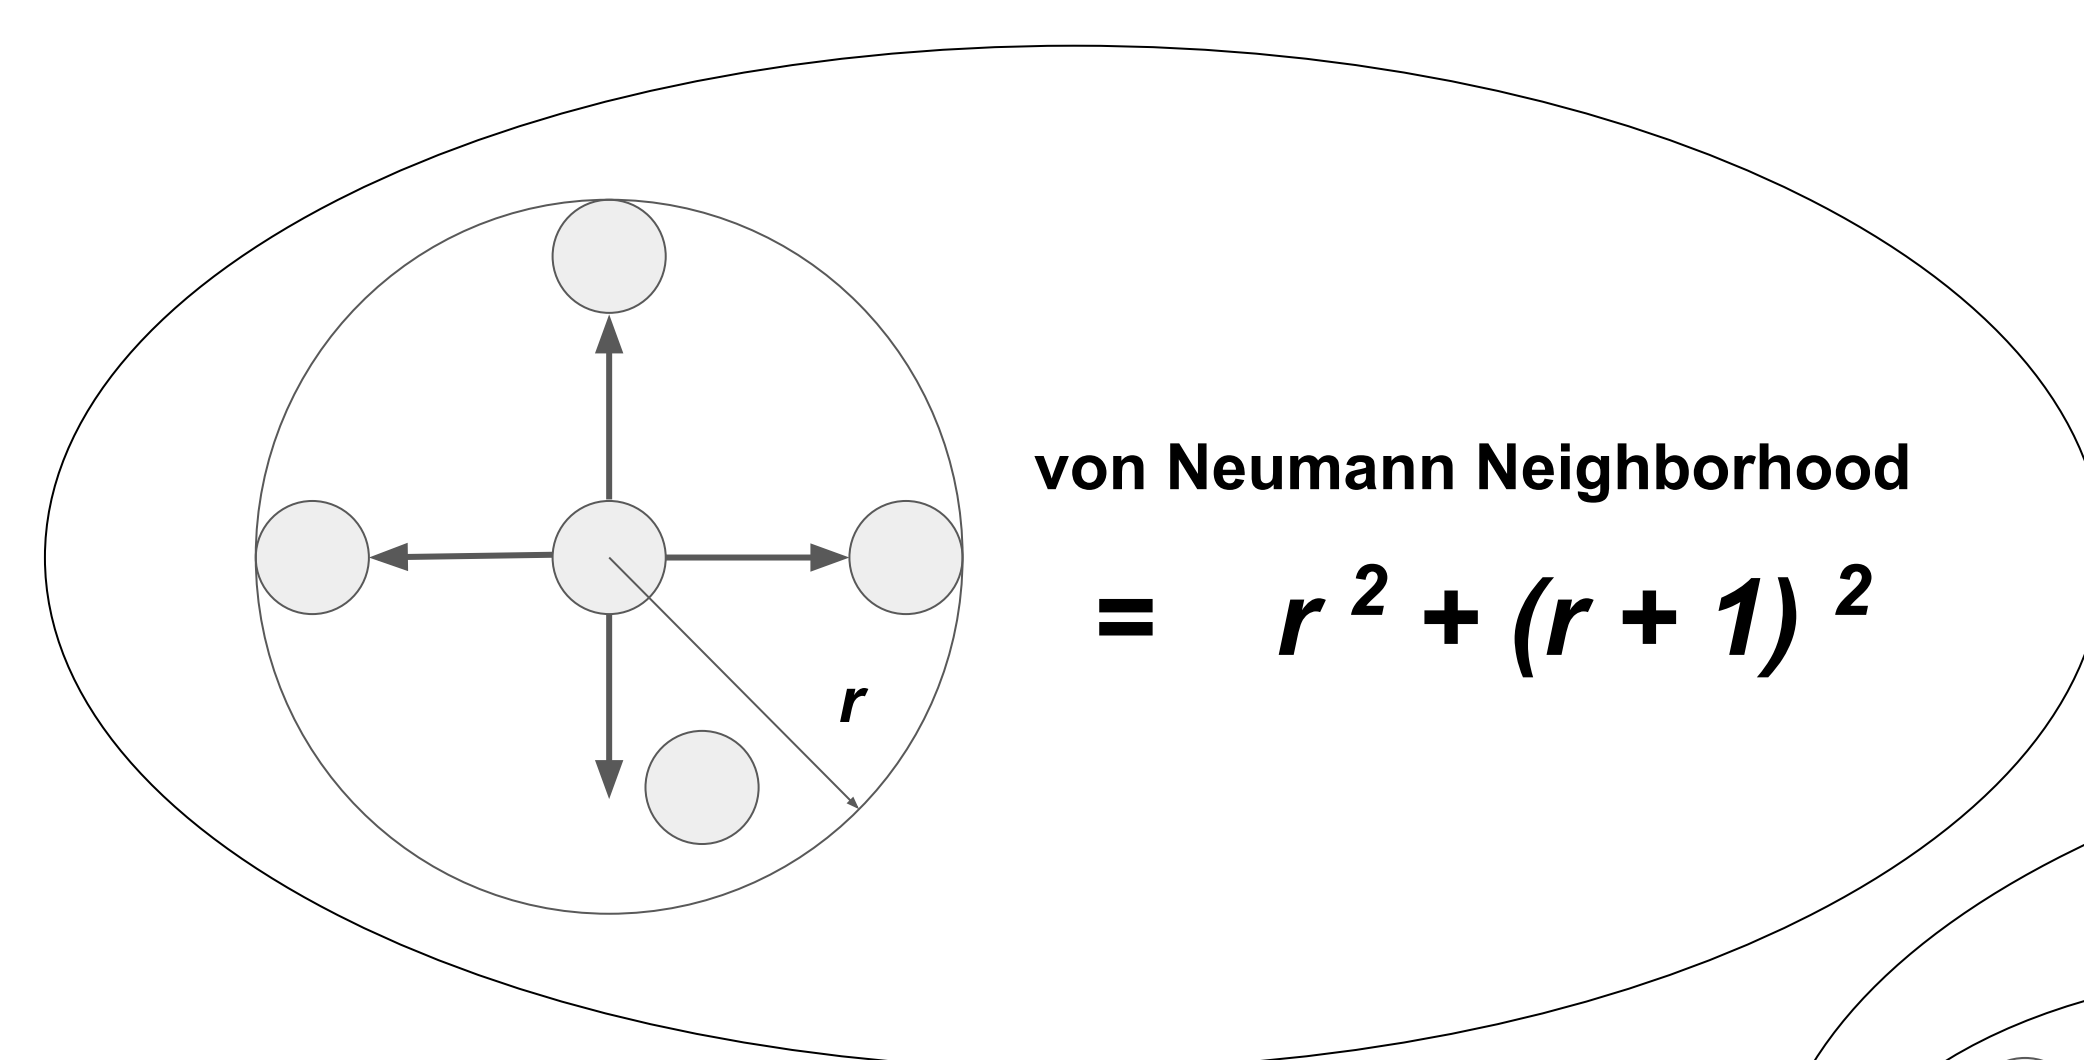 von Neumann Neighborhood
= r ² + (r + 1) ²
r